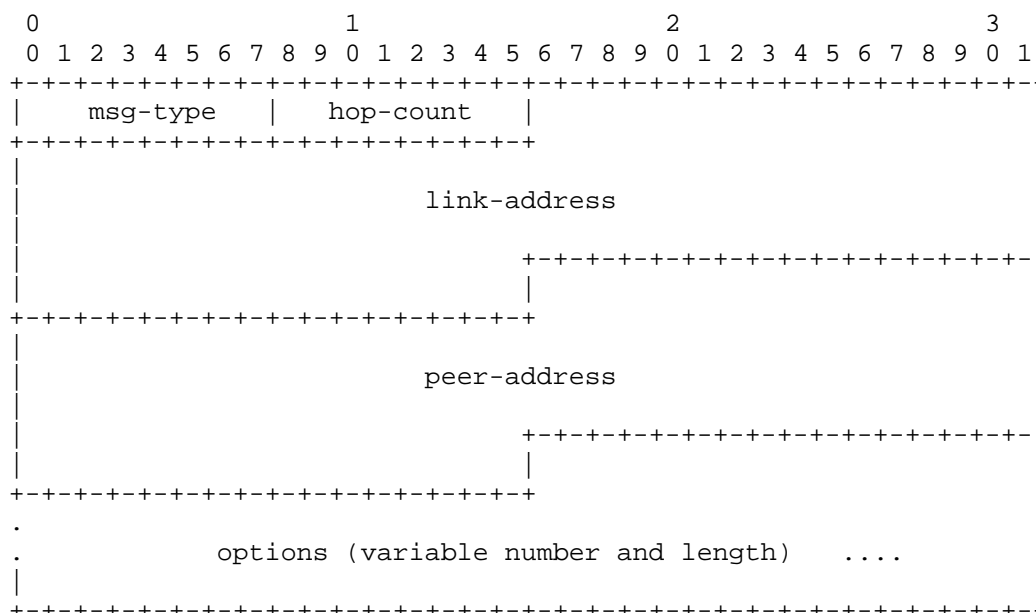 0                   1                   2                   3
 0 1 2 3 4 5 6 7 8 9 0 1 2 3 4 5 6 7 8 9 0 1 2 3 4 5 6 7 8 9 0 1
+-+-+-+-+-+-+-+-+-+-+-+-+-+-+-+-+-+-+-+-+-+-+-+-+-+-+-+-+-+-+-+-
|    msg-type   |   hop-count   |
+-+-+-+-+-+-+-+-+-+-+-+-+-+-+-+-+
|
|                         link-address
|
|                               +-+-+-+-+-+-+-+-+-+-+-+-+-+-+-+-
|                               |
+-+-+-+-+-+-+-+-+-+-+-+-+-+-+-+-+
|
|                         peer-address
|
|                               +-+-+-+-+-+-+-+-+-+-+-+-+-+-+-+-
|                               |
+-+-+-+-+-+-+-+-+-+-+-+-+-+-+-+-+
.
.            options (variable number and length)   ....
|
+-+-+-+-+-+-+-+-+-+-+-+-+-+-+-+-+-+-+-+-+-+-+-+-+-+-+-+-+-+-+-+-